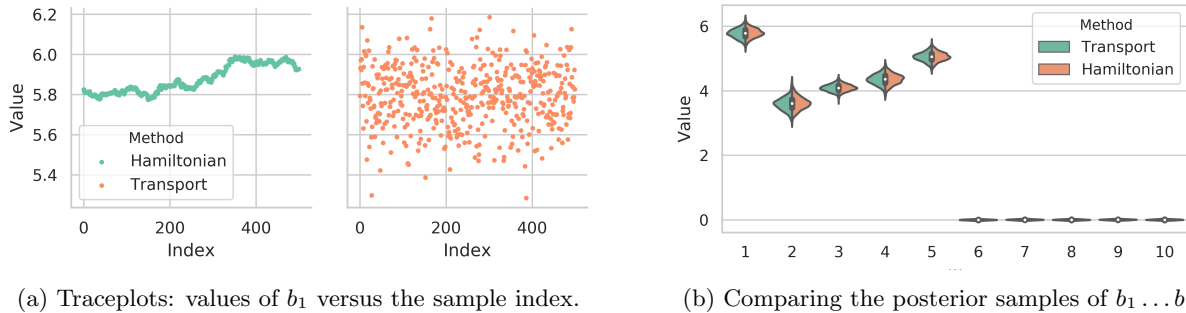 6.2
6.0
5.8
5.6
5.4
Value
Method
Hamiltonian
Transport
0
200
400
Index
0
200
400
Index
(a) Traceplots: values of b₁ versus the sample index.
6
4
2
0
Value
Method
Transport
Hamiltonian
1 2 3 4 5 6 7 8 9 10
(b) Comparing the posterior samples of b₁ . . . b